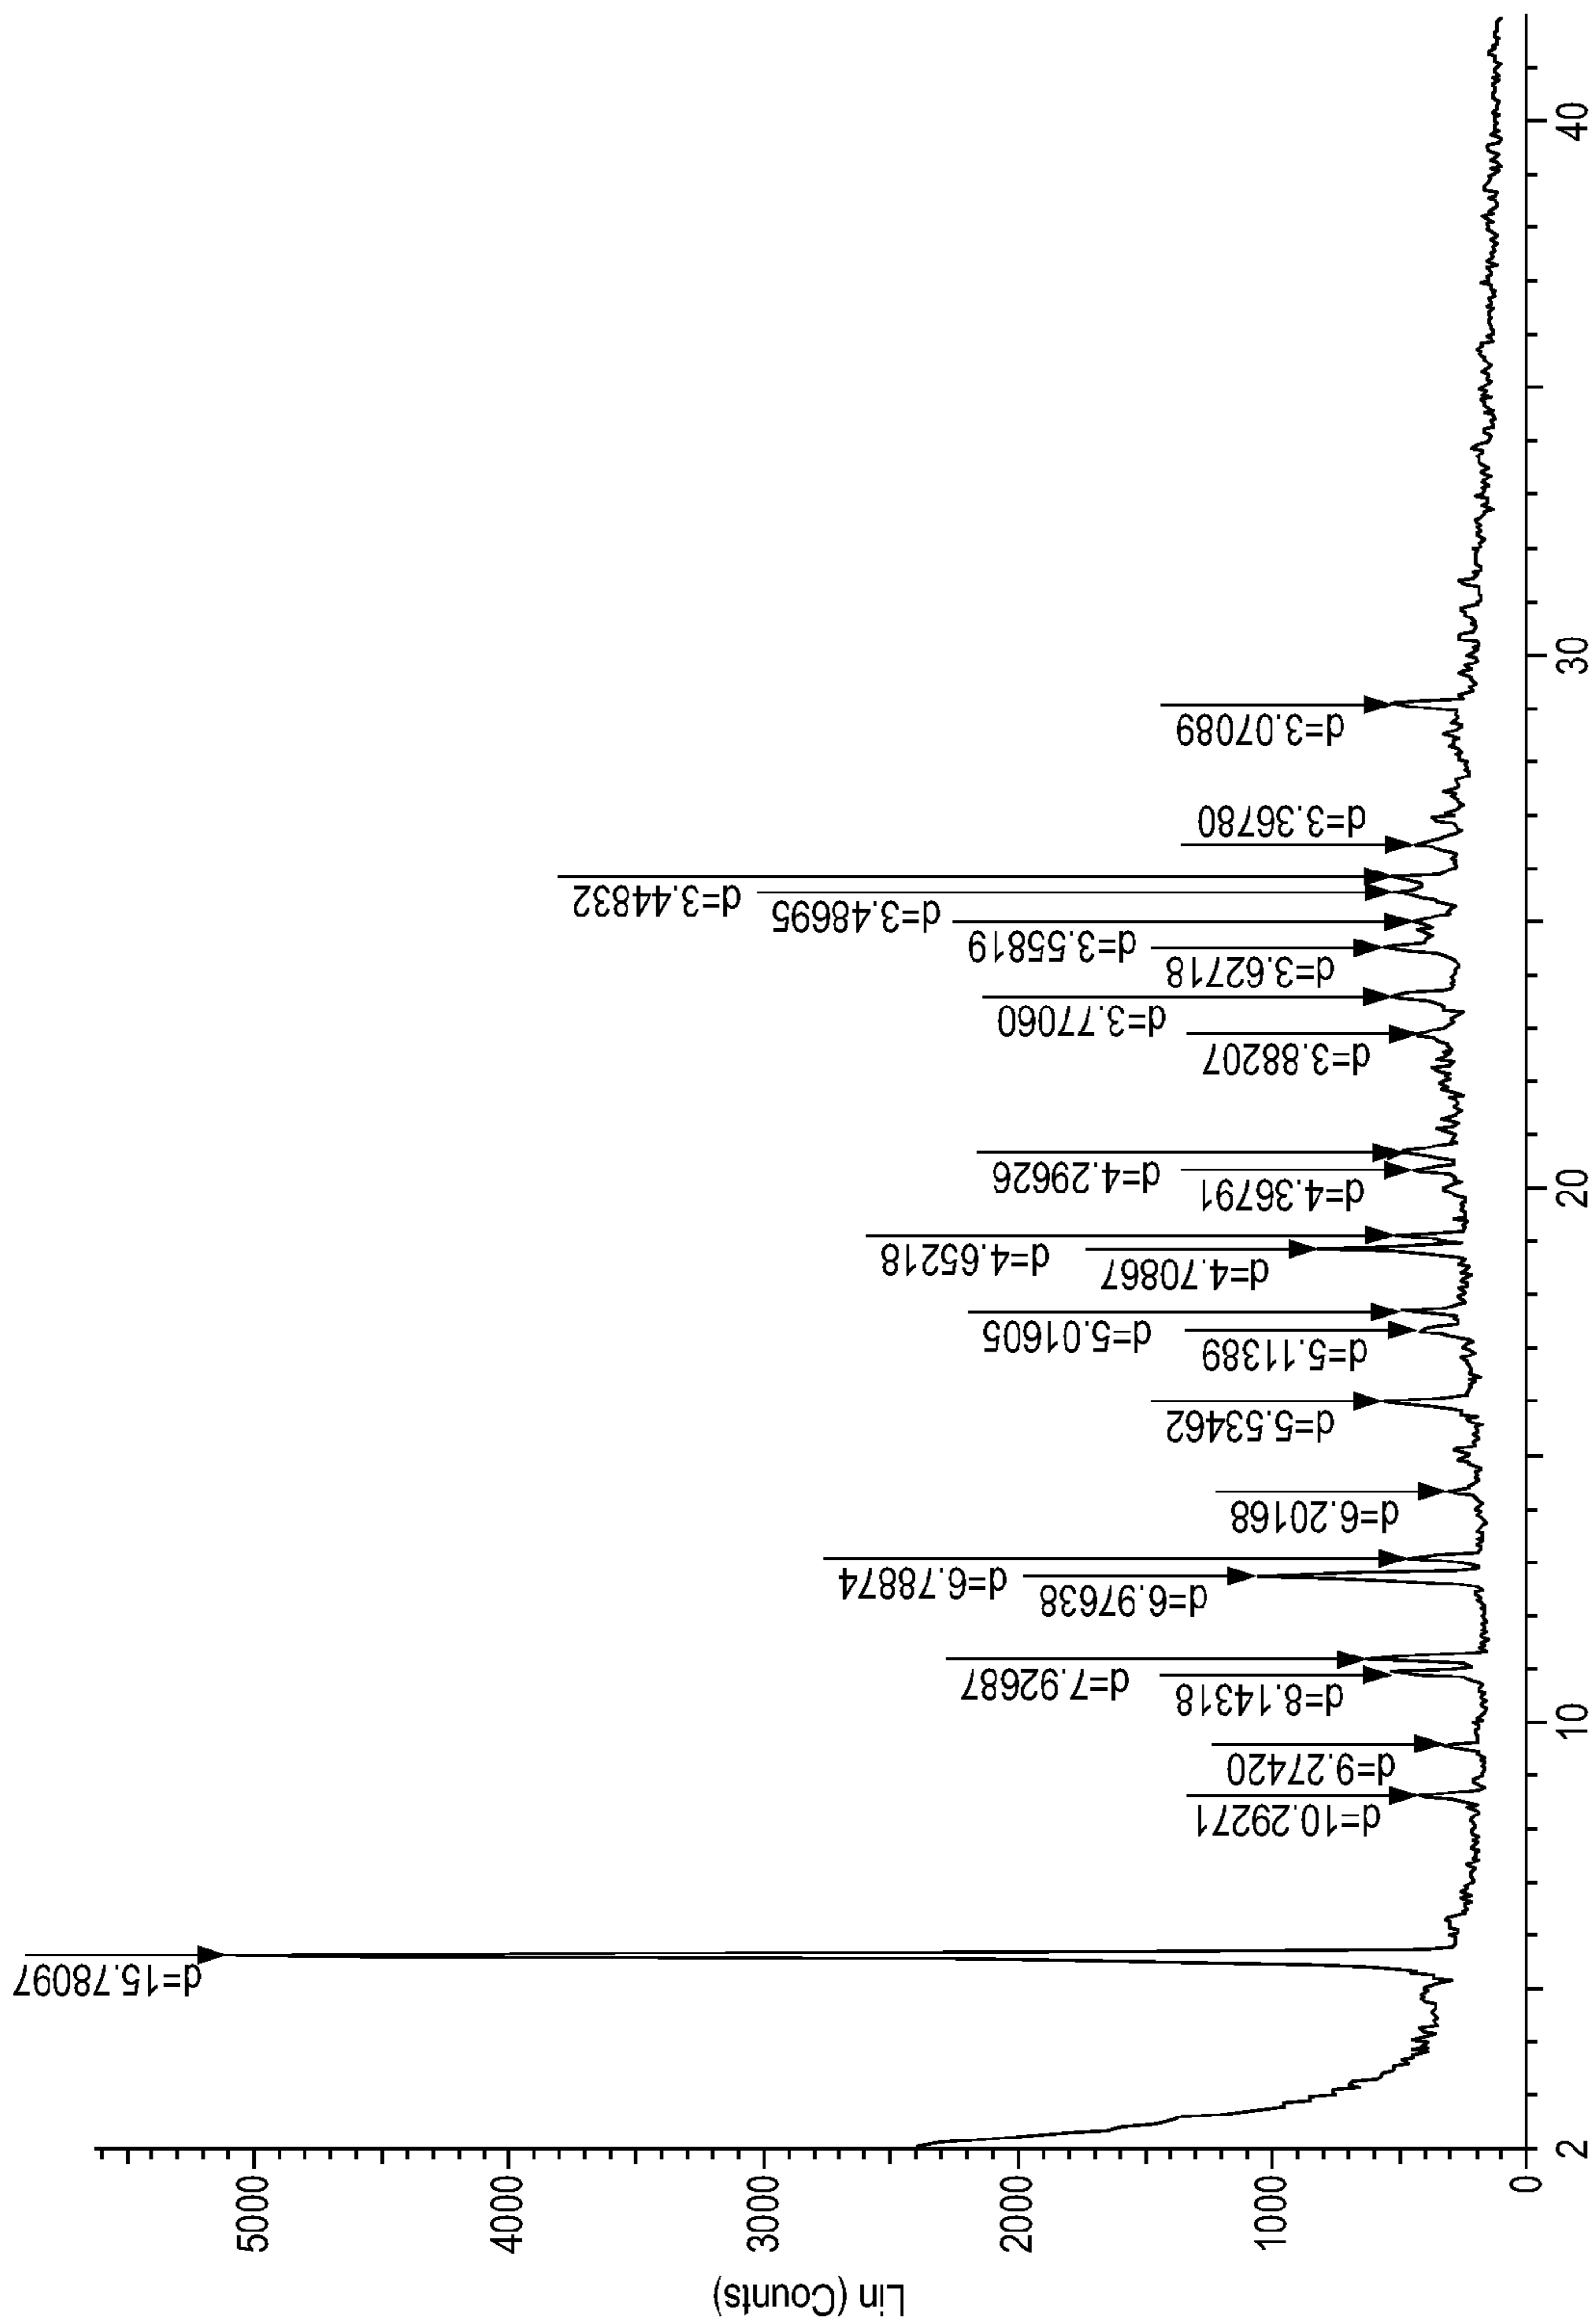 Lin (Counts)
5000
4000
3000
2000
1000
0
2
10
20
30
40
d=15.78097
d=10.29271
d=9.27420
d=8.14318
d=7.92687
d=6.97638
d=6.78874
d=6.20168
d=5.53462
d=5.11389
d=5.01605
d=4.70867
d=4.65218
d=4.36791
d=4.29626
d=3.88207
d=3.77060
d=3.62718
d=3.55819
d=3.48695
d=3.44832
d=3.36780
d=3.07089